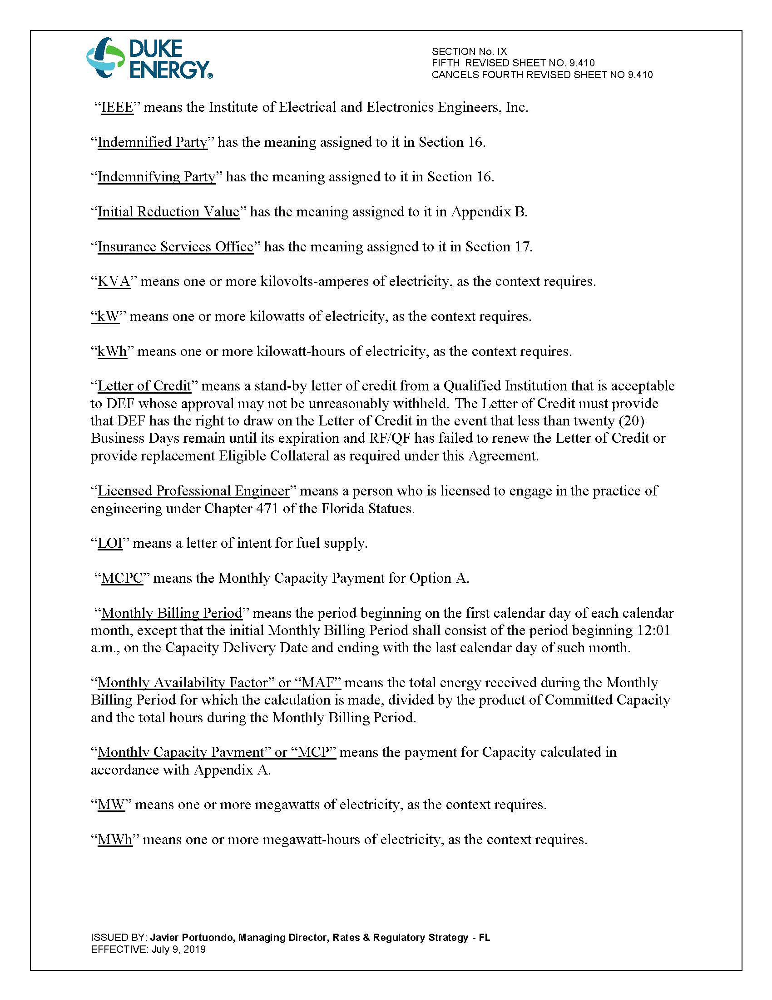 DUKE
ENERGY®
SECTION No. IX
FIFTH REVISED SHEET NO. 9.410
CANCELS FOURTH REVISED SHEET NO 9.410
“IEEE” means the Institute of Electrical and Electronics Engineers, Inc.
“Indemnified Party” has the meaning assigned to it in Section 16.
“Indemnifying Party” has the meaning assigned to it in Section 16.
“Initial Reduction Value” has the meaning assigned to it in Appendix B.
“Insurance Services Office” has the meaning assigned to it in Section 17.
“KVA” means one or more kilovolts-amperes of electricity, as the context requires.
“kW” means one or more kilowatts of electricity, as the context requires.
“kWh” means one or more kilowatt-hours of electricity, as the context requires.
“Letter of Credit” means a stand-by letter of credit from a Qualified Institution that is acceptable
to DEF whose approval may not be unreasonably withheld. The Letter of Credit must provide
that DEF has the right to draw on the Letter of Credit in the event that less than twenty (20)
Business Days remain until its expiration and RF/QF has failed to renew the Letter of Credit or
provide replacement Eligible Collateral as required under this Agreement.
“Licensed Professional Engineer” means a person who is licensed to engage in the practice of
engineering under Chapter 471 of the Florida Statues.
“LOI” means a letter of intent for fuel supply.
“MCPC” means the Monthly Capacity Payment for Option A.
“Monthly Billing Period” means the period beginning on the first calendar day of each calendar
month, except that the initial Monthly Billing Period shall consist of the period beginning 12:01
a.m., on the Capacity Delivery Date and ending with the last calendar day of such month.
“Monthly Availability Factor” or “MAF” means the total energy received during the Monthly
Billing Period for which the calculation is made, divided by the product of Committed Capacity
and the total hours during the Monthly Billing Period.
“Monthly Capacity Payment” or “MCP” means the payment for Capacity calculated in
accordance with Appendix A.
“MW” means one or more megawatts of electricity, as the context requires.
“MWh” means one or more megawatt-hours of electricity, as the context requires.
ISSUED BY: Javier Portuondo, Managing Director, Rates & Regulatory Strategy - FL
EFFECTIVE: July 9, 2019